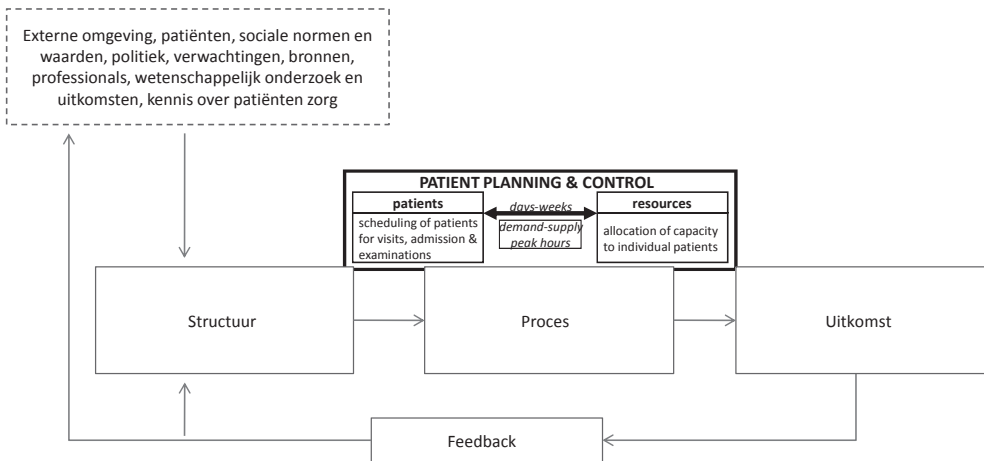 Externe omgeving, patiënten, sociale normen en
waarden, politiek, verwachtingen, bronnen,
professionals, wetenschappelijk onderzoek en
uitkomsten, kennis over patiënten zorg
PATIENT PLANNING & CONTROL
patients
scheduling of patients
for visits, admission &
examinations
days-weeks
demand-supply
peak hours
resources
allocation of capacity
to individual patients
Structuur
Proces
Uitkomst
Feedback